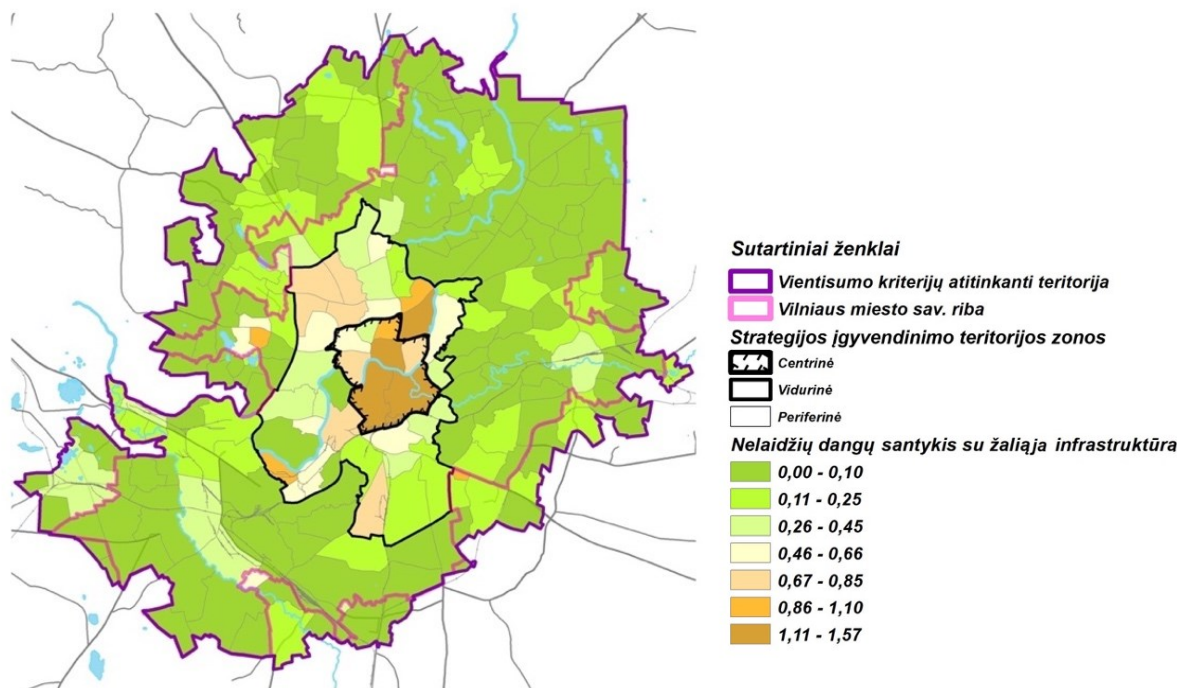 Sutartiniai ženklai
Vientisumo kriterijų atitinkanti teritorija
Vilniaus miesto sav. riba
Strategijos įgyvendinimo teritorijos zonos
Centrinė
Vidurinė
Periferinė
Nelaidžių dangų santykis su žaliąja infrastruktūra
0,00 - 0,10
0,11 - 0,25
0,26 - 0,45
0,46 - 0,66
0,67 - 0,85
0,86 - 1,10
1,11 - 1,57